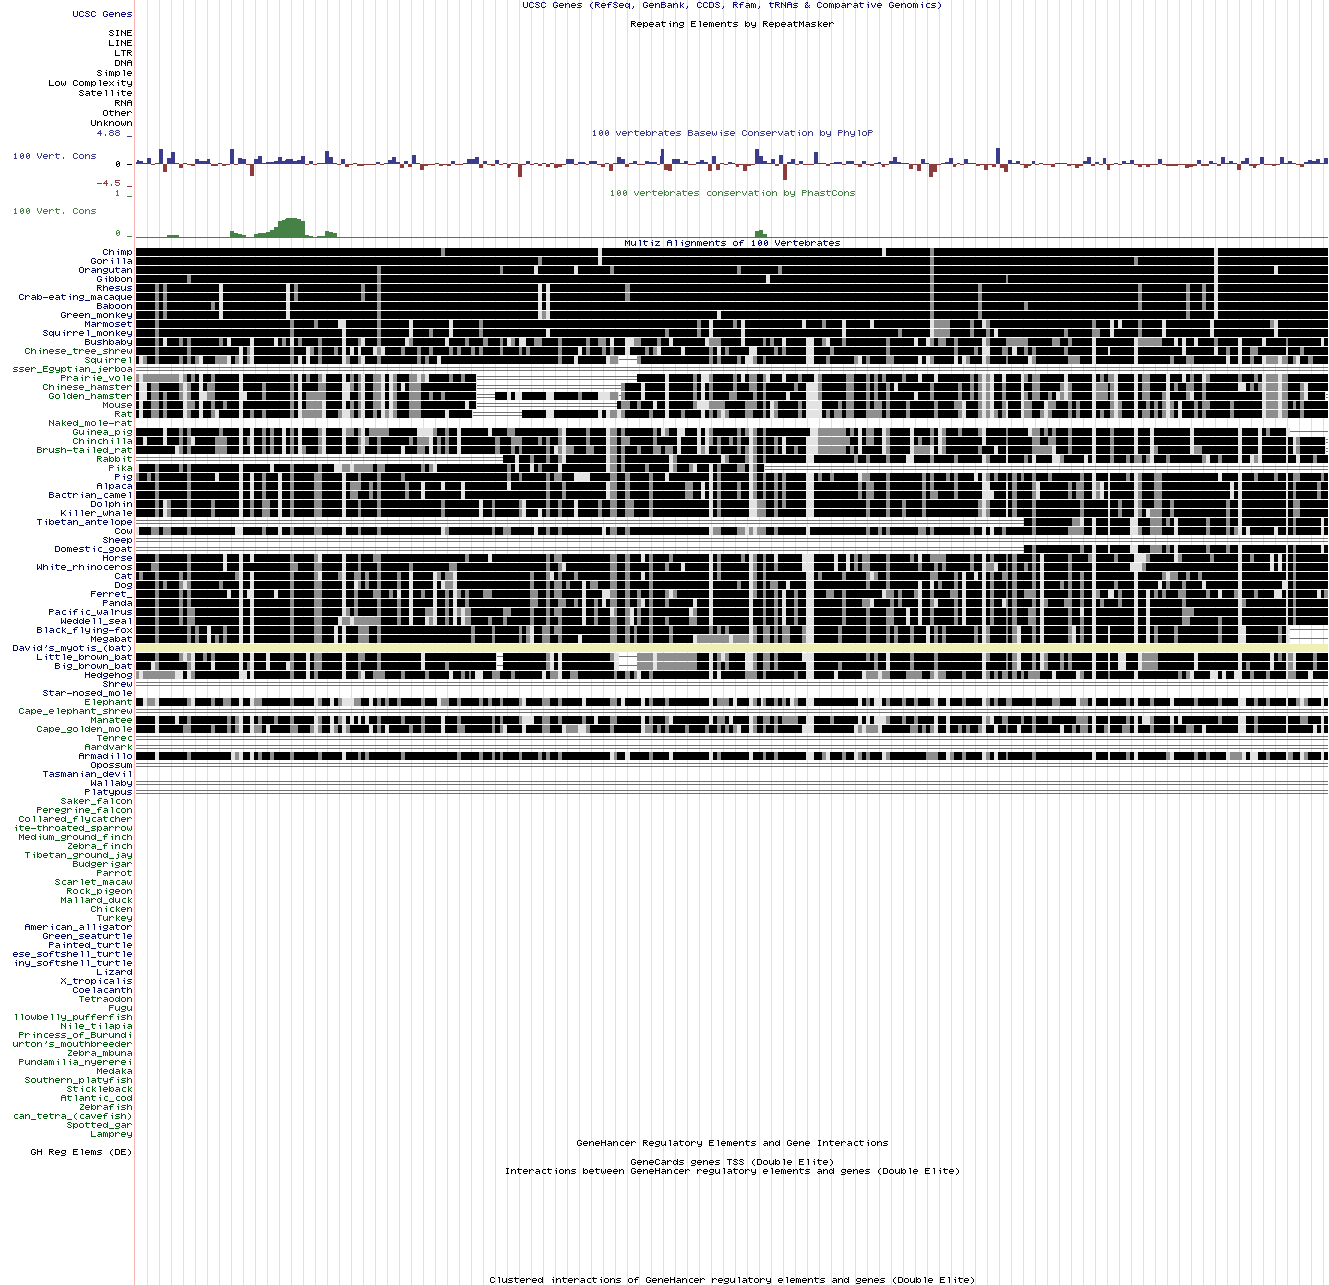 UCSC Genes (RefSeq, GenBank, CCDS, Rfam, tRNAs & Comparative Genomics)
UCSC Genes
Repeating Elements by RepeatMasker
SINE
LINE
LTR
DNA
Simple
Low Complexity
Satellite
RNA
Other
Unknown
4.88 _
100 vertebrates Basewise Conservation by PhyloP
100 Vert. Cons
0 _
-4.5 _
1 _
100 vertebrates conservation by PhastCons
100 Vert. Cons
0 _
Multiz Alignments of 100 Vertebrates
Chimp
Gorilla
Orangutan
Gibbon
Rhesus
Crab-eating_macaque
Baboon
Green_monkey
Marmoset
Squirrel_monkey
Bushbaby
Chinese_tree_shrew
Squirrel
sser_Egyptian_jerboa
Prairie_vole
Chinese_hamster
Golden_hamster
Mouse
Rat
Naked_mole-rat
Guinea_pig
Chinchilla
Brush-tailed_rat
Rabbit
Pika
Pig
Alpaca
Bactrian_camel
Dolphin
Killer_whale
Tibetan_antelope
Cow
Sheep
Domestic_goat
Horse
White_rhinoceros
Cat
Dog
Ferret_
Panda
Pacific_walrus
Weddell_seal
Black_flying-fox
Megabat
David's_myotis_(bat)
Little_brown_bat
Big_brown_bat
Hedgehog
Shrew
Star-nosed_mole
Elephant
Cape_elephant_shrew
Manatee
Cape_golden_mole
Tenrec
Aardvark
Armadillo
Opossum
Tasmanian_devil
Wallaby
Platypus
Saker_falcon
Peregrine_falcon
Collared_flycatcher
ite-throated_sparrow
Medium_ground_finch
Zebra_finch
Tibetan_ground_jay
Budgerigar
Parrot
Scarlet_macaw
Rock_pigeon
Mallard_duck
Chicken
Turkey
American_alligator
Green_seaturtle
Painted_turtle
ese_softshell_turtle
iny_softshell_turtle
Lizard
X_tropicalis
Coelacanth
Tetraodon
Fugu
llowbelly_pufferfish
Nile_tilapia
Princess_of_Burundi
urton's_mouthbreeder
Zebra_mbuna
Pundamilia_nyererei
Medaka
Southern_platyfish
Stickleback
Atlantic_cod
Zebrafish
can_tetra_(cavefish)
Spotted_gar
Lamprey
GeneHancer Regulatory Elements and Gene Interactions
GH Reg Elems (DE)
GeneCards genes TSS (Double Elite)
Interactions between GeneHancer regulatory elements and genes (Double Elite)
Clustered interactions of GeneHancer regulatory elements and genes (Double Elite)